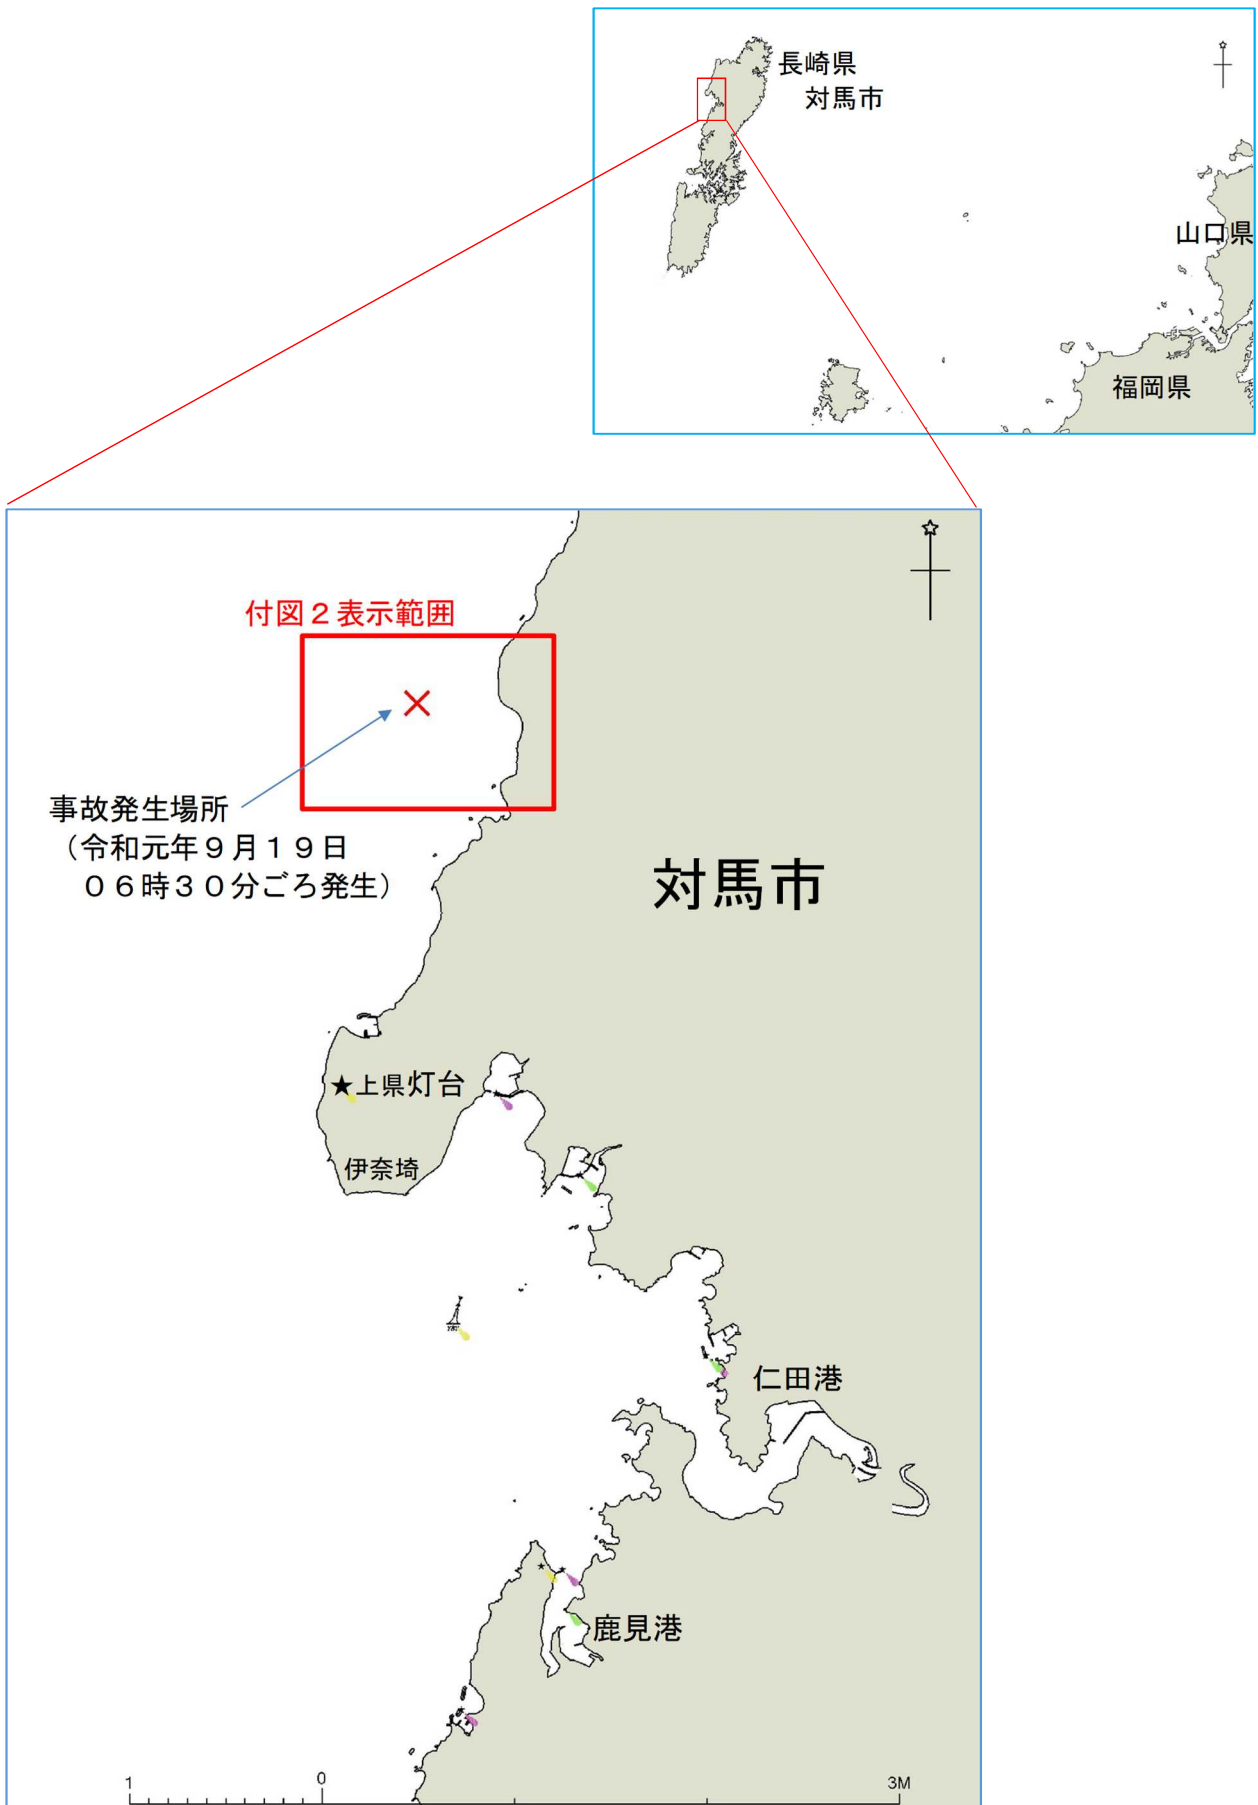 長崎県
対馬市
山口県
福岡県
付図２表示範囲
事故発生場所
（令和元年９月１９日
０６時３０分ごろ発生）
対馬市
★上県灯台
伊奈埼
仁田港
鹿見港
1 0 3M